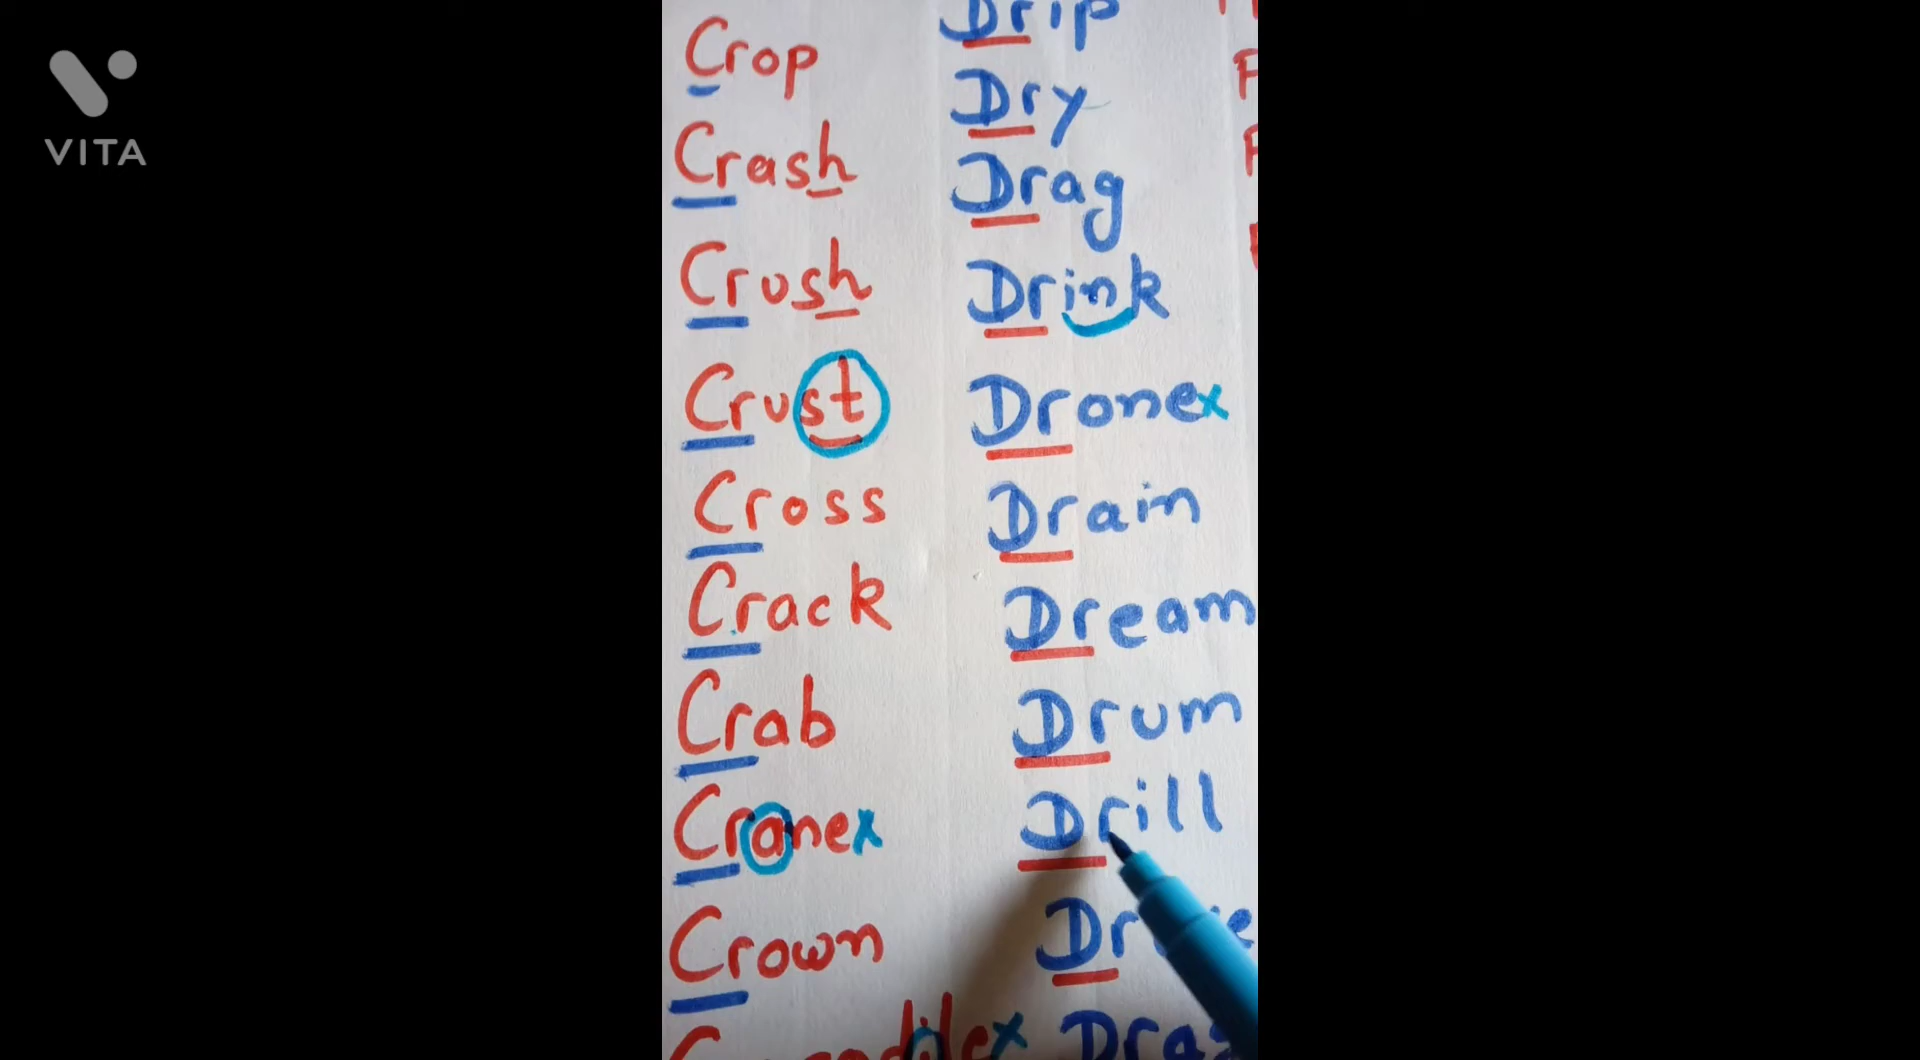 VITA
Drip
Crop
Dry
Crash
Drag
Crush
Drink
Crust
Dronex
Cross
Drain
Crack
Dream
Crab
Drum
Cranex
Drill
Crown